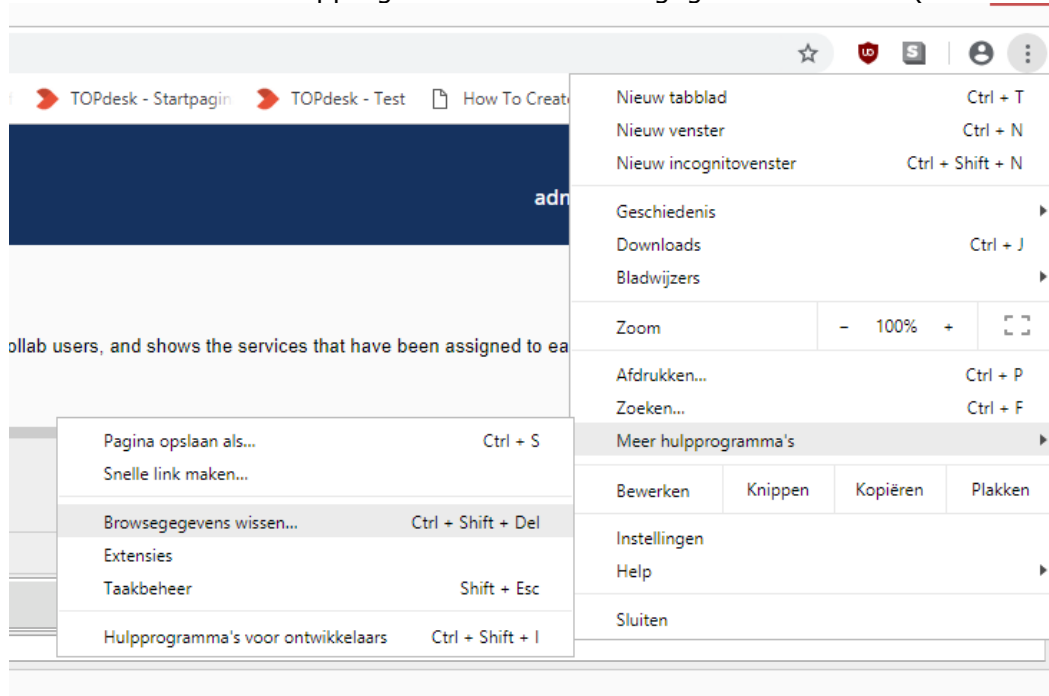 TOPdesk - Startpagin TOPdesk - Test How To Create
adn
ollab users, and shows the services that have been assigned to ea
Nieuw tabblad Ctrl + T
Nieuw venster Ctrl + N
Nieuw incognitovenster Ctrl + Shift + N
Geschiedenis
Downloads Ctrl + J
Bladwijzers
Zoom - 100% +
Afdrukken... Ctrl + P
Zoeken... Ctrl + F
Meer hulpprogramma's
Bewerken Knippen Kopiëren Plakken
Instellingen
Help
Sluiten
Pagina opslaan als... Ctrl + S
Snelle link maken...
Browsegegevens wissen... Ctrl + Shift + Del
Extensies
Taakbeheer Shift + Esc
Hulpprogramma's voor ontwikkelaars Ctrl + Shift + I